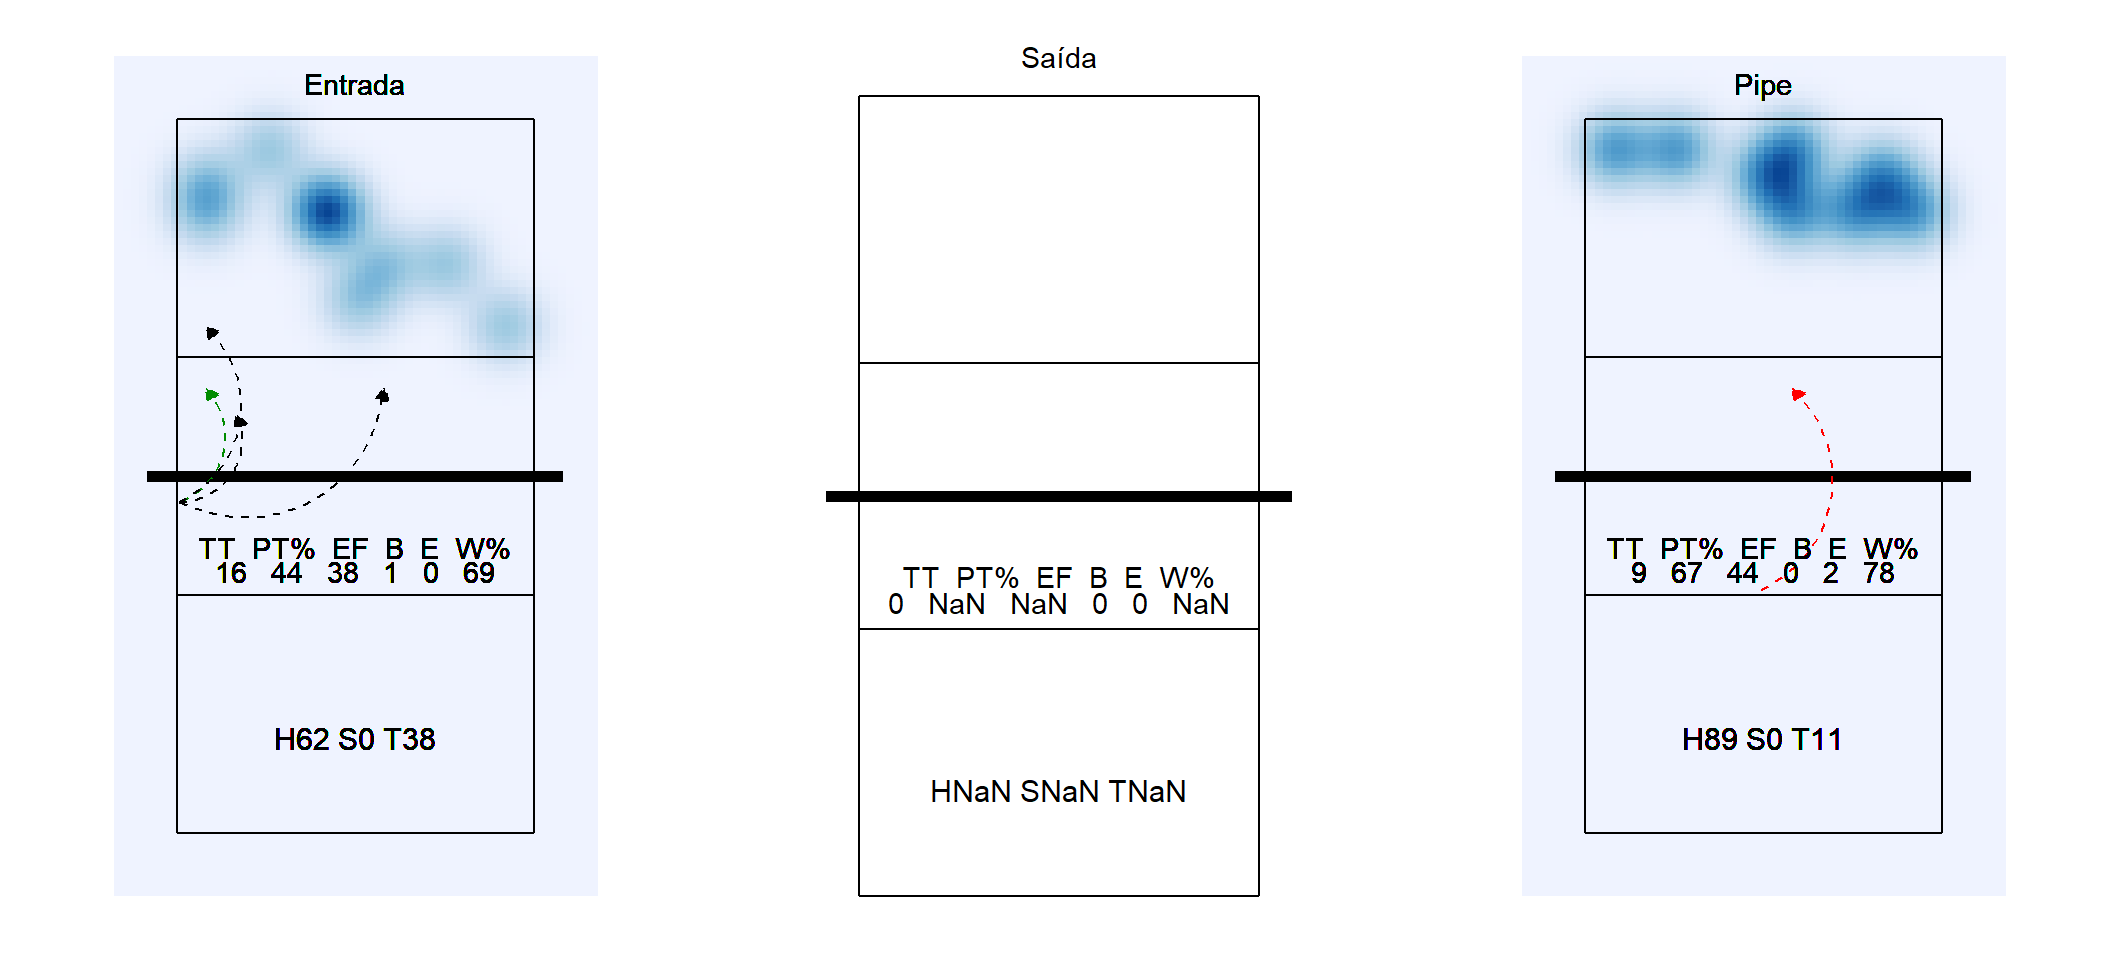 Entrada
TT PT% EF B E W%
16 44 38 1 0 69
H62 S0 T38
Saída
TT PT% EF B E W%
0 NaN NaN 0 0 NaN
HNaN SNaN TNaN
Pipe
TT PT% EF B E W%
9 67 44 0 2 78
H89 S0 T11